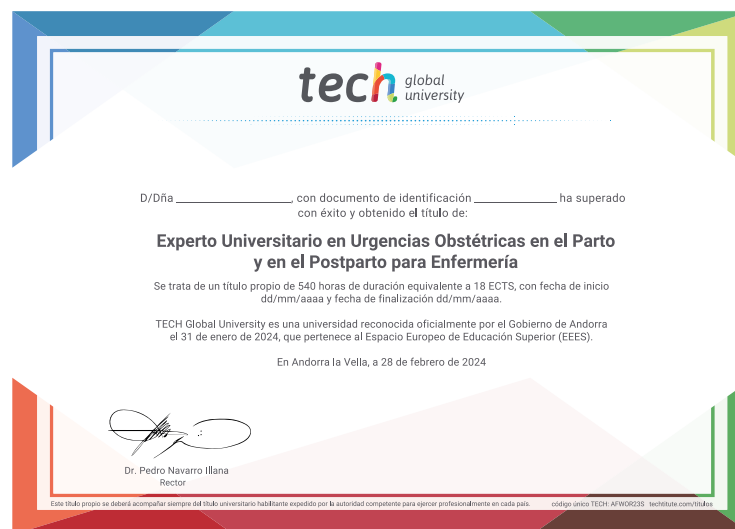 tech global
university
D/Dña ____________________, con documento de identificación ______________ ha superado
con éxito y obtenido el título de:
Experto Universitario en Urgencias Obstétricas en el Parto
y en el Postparto para Enfermería
Se trata de un título propio de 540 horas de duración equivalente a 18 ECTS, con fecha de inicio
dd/mm/aaaa y fecha de finalización dd/mm/aaaa.
TECH Global University es una universidad reconocida oficialmente por el Gobierno de Andorra
el 31 de enero de 2024, que pertenece al Espacio Europeo de Educación Superior (EEES).
En Andorra la Vella, a 28 de febrero de 2024
Dr. Pedro Navarro Illana
Rector
Este título propio se deberá acompañar siempre del título universitario habilitante expedido por la autoridad competente para ejercer profesionalmente en cada país. código único TECH: AFWOR23S techtitute.com/titulos